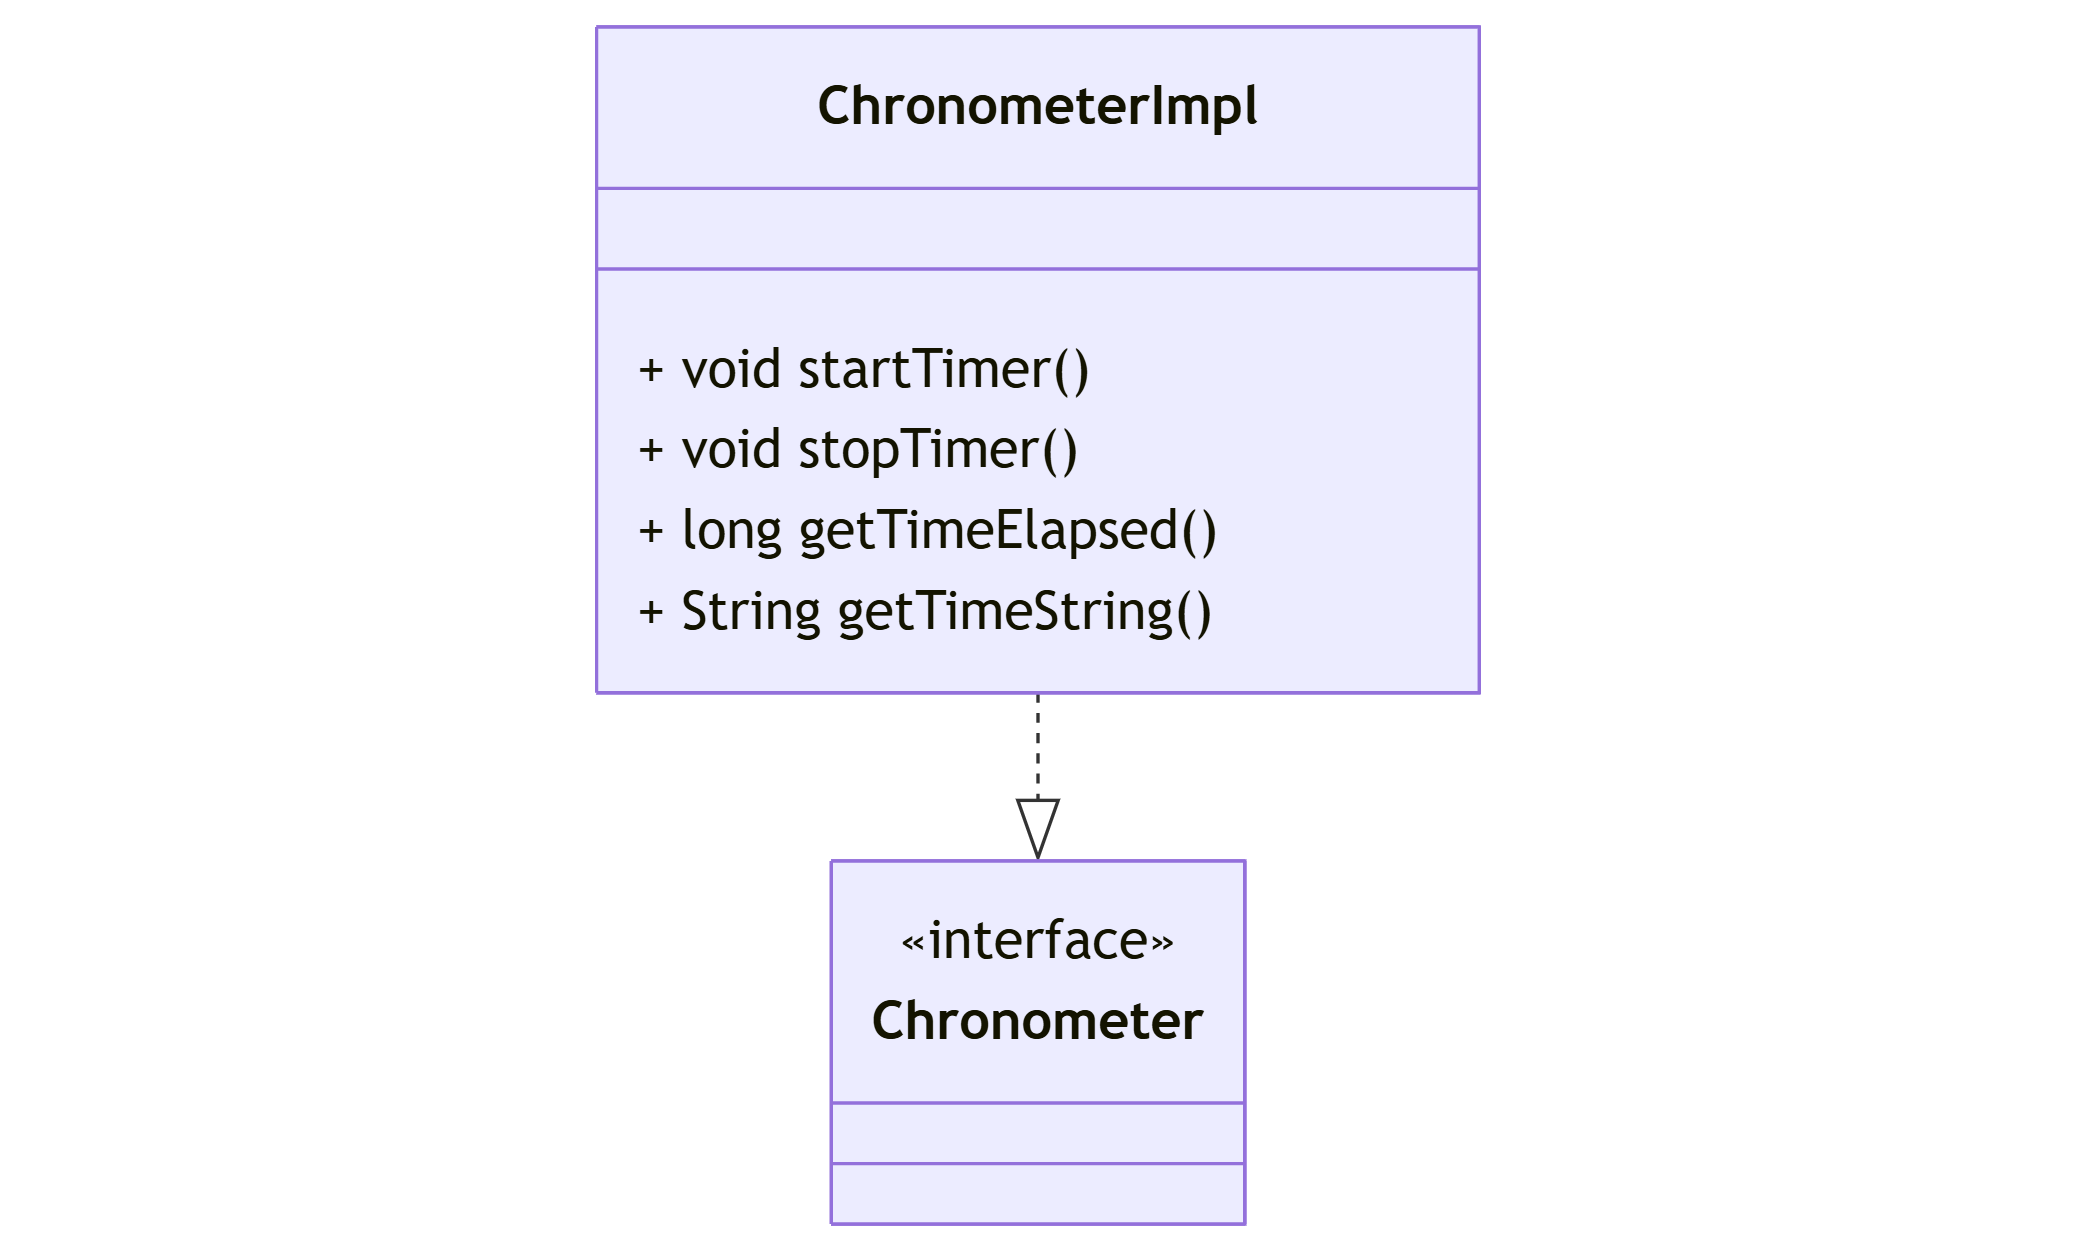 ChronometerImpl
+ void startTimer()
+ void stopTimer()
+ long getTimeElapsed()
+ String getTimeString()
«interface»
Chronometer